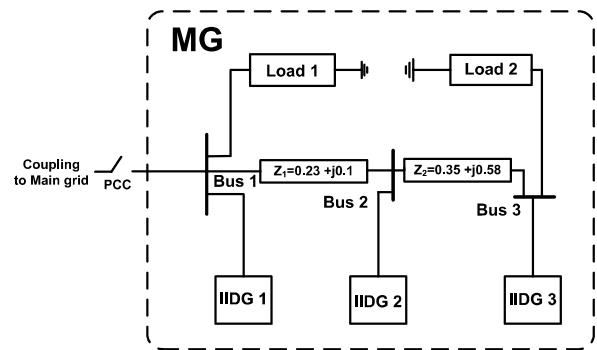 MG
Load 1
Load 2
Coupling
to Main grid
PCC
Bus 1
Z1=0.23 +j0.1
Bus 2
Z2=0.35 +j0.58
Bus 3
IIDG 1
IIDG 2
IIDG 3